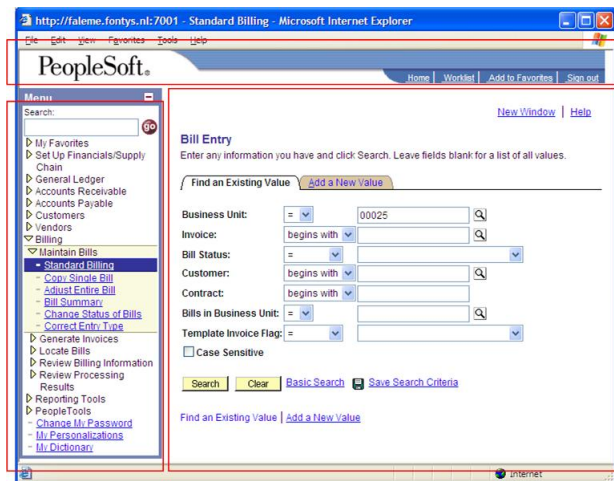 http://faleme.fontys.nl:7001 - Standard Billing - Microsoft Internet Explorer
File Edit View Favorites Tools Help
PeopleSoft.
Home | Worklist | Add to Favorites | Sign out
Menu
Search:
go
My Favorites
Set Up Financials/Supply
Chain
General Ledger
Accounts Receivable
Accounts Payable
Customers
Vendors
Billing
Maintain Bills
- Standard Billing
- Copy Single Bill
- Adjust Entire Bill
- Bill Summary
- Change Status of Bills
- Correct Entry Type
Generate Invoices
Locate Bills
Review Billing Information
Review Processing
Results
Reporting Tools
PeopleTools
- Change My Password
- My Personalizations
- My Dictionary
New Window | Help
Bill Entry
Enter any information you have and click Search. Leave fields blank for a list of all values.
Find an Existing Value Add a New Value
Business Unit: = 00025
Invoice: begins with
Bill Status: =
Customer: begins with
Contract: begins with
Bills in Business Unit: =
Template Invoice Flag: =
Case Sensitive
Search Clear Basic Search Save Search Criteria
Find an Existing Value | Add a New Value
Internet